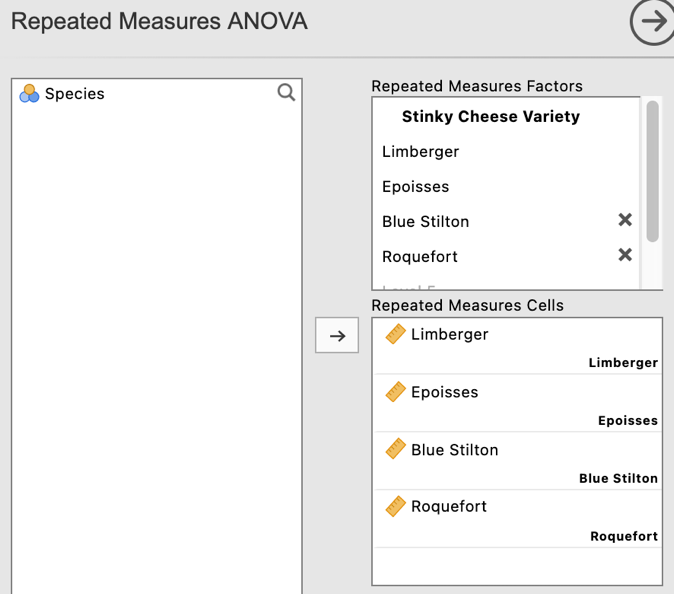 Repeated Measures ANOVA
Species
Repeated Measures Factors
Stinky Cheese Variety
Limberger
Epoisses
Blue Stilton
Roquefort
Repeated Measures Cells
Limberger
Limberger
Epoisses
Epoisses
Blue Stilton
Blue Stilton
Roquefort
Roquefort